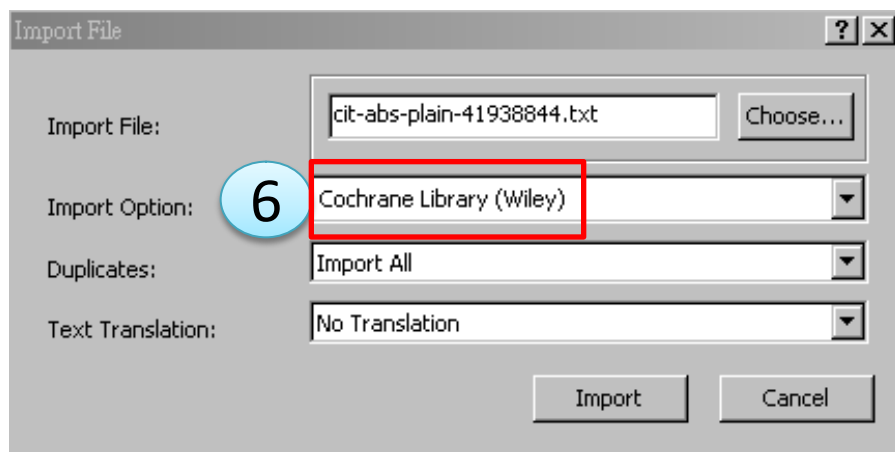 Import File
Import File: cit-abs-plain-41938844.txt Choose...
6
Import Option: Cochrane Library (Wiley)
Duplicates: Import All
Text Translation: No Translation
Import Cancel